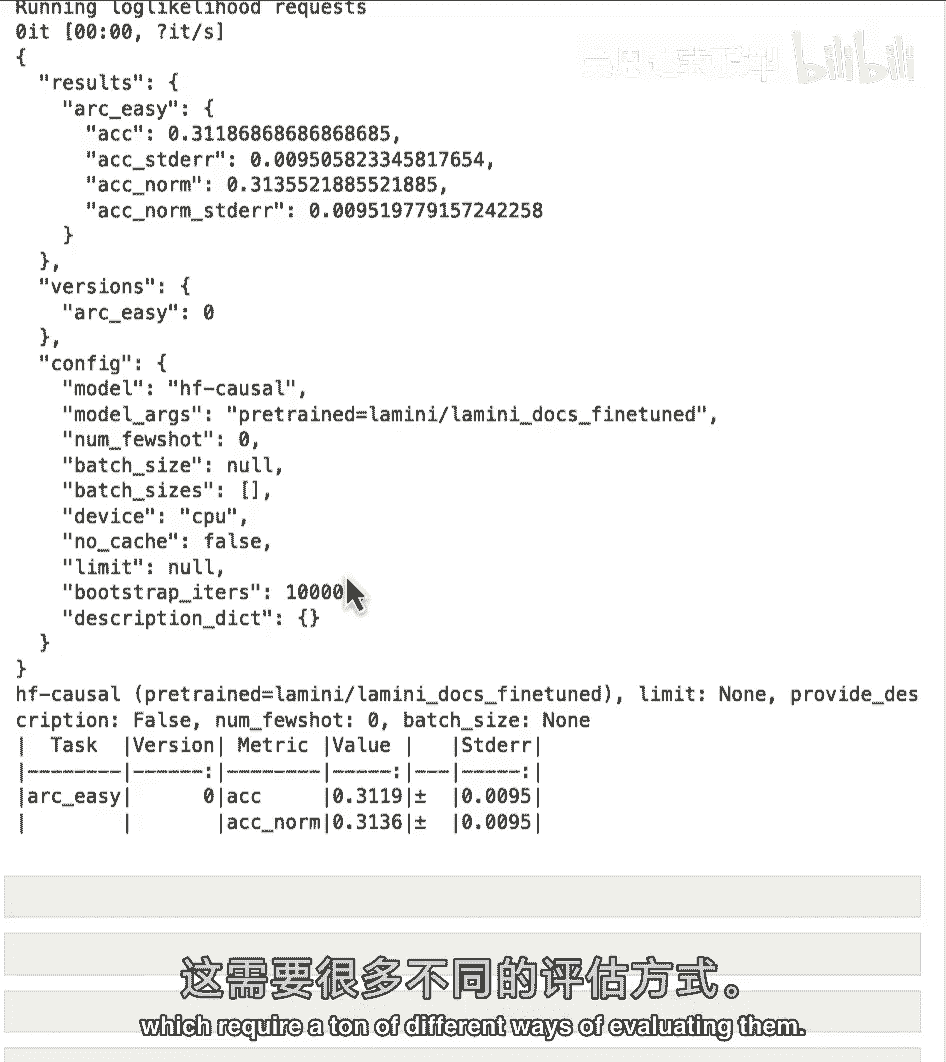 Running loglikelihood requests
0it [00:00, ?it/s]
{
  "results": {
    "arc_easy": {
      "acc": 0.31186868686868685,
      "acc_stderr": 0.009505823345817654,
      "acc_norm": 0.3135521885521885,
      "acc_norm_stderr": 0.009519779157242258
    }
  },
  "versions": {
    "arc_easy": 0
  },
  "config": {
    "model": "hf-causal",
    "model_args": "pretrained=lamini/lamini_docs_finetuned",
    "num_fewshot": 0,
    "batch_size": null,
    "batch_sizes": [],
    "device": "cpu",
    "no_cache": false,
    "limit": null,
    "bootstrap_iters": 10000
    "description_dict": {}
  }
}
hf-causal (pretrained=lamini/lamini_docs_finetuned), limit: None, provide_des
cription: False, num_fewshot: 0, batch_size: None
|  Task  |Version| Metric |Value |   |Stderr|
|--------|------:|--------|-----:|---|-----:|
|arc_easy|      0|acc     |0.3119|±  |0.0095|
|        |       |acc_norm|0.3136|±  |0.0095|
这需要很多不同的评估方式。
which require a ton of different ways of evaluating them.
bilibili